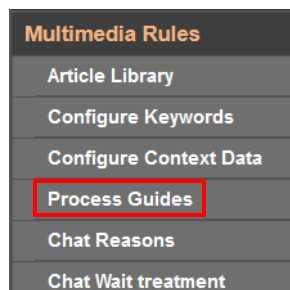 Multimedia Rules
Article Library
Configure Keywords
Configure Context Data
Process Guides
Chat Reasons
Chat Wait treatment